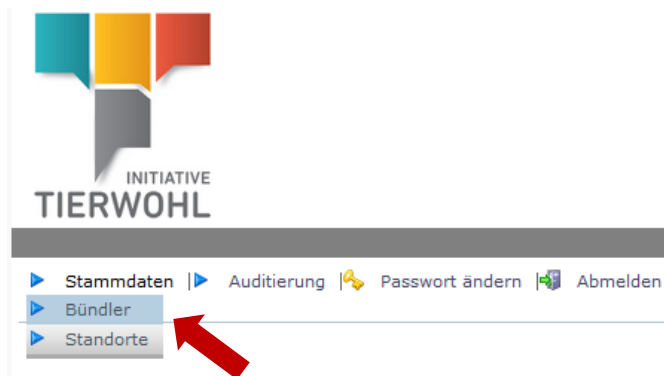 INITIATIVE
TIERWOHL
Stammdaten | Auditierung | Passwort ändern | Abmelden
Bündler
Standorte